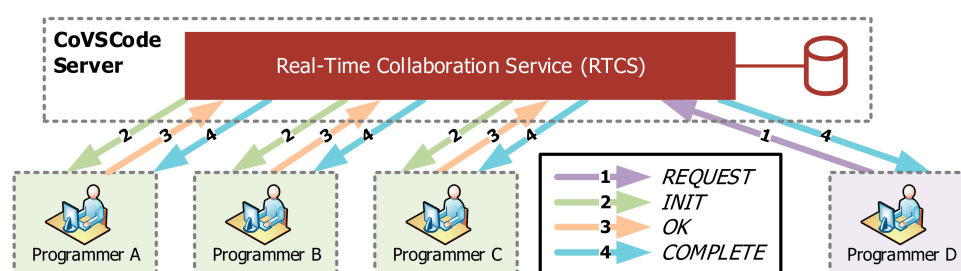 CoVSCode
Server
Real-Time Collaboration Service (RTCS)
2 3 4 2 3 4 2 3 4 1 4
1 REQUEST
2 INIT
3 OK
4 COMPLETE
Programmer A
Programmer B
Programmer C
Programmer D